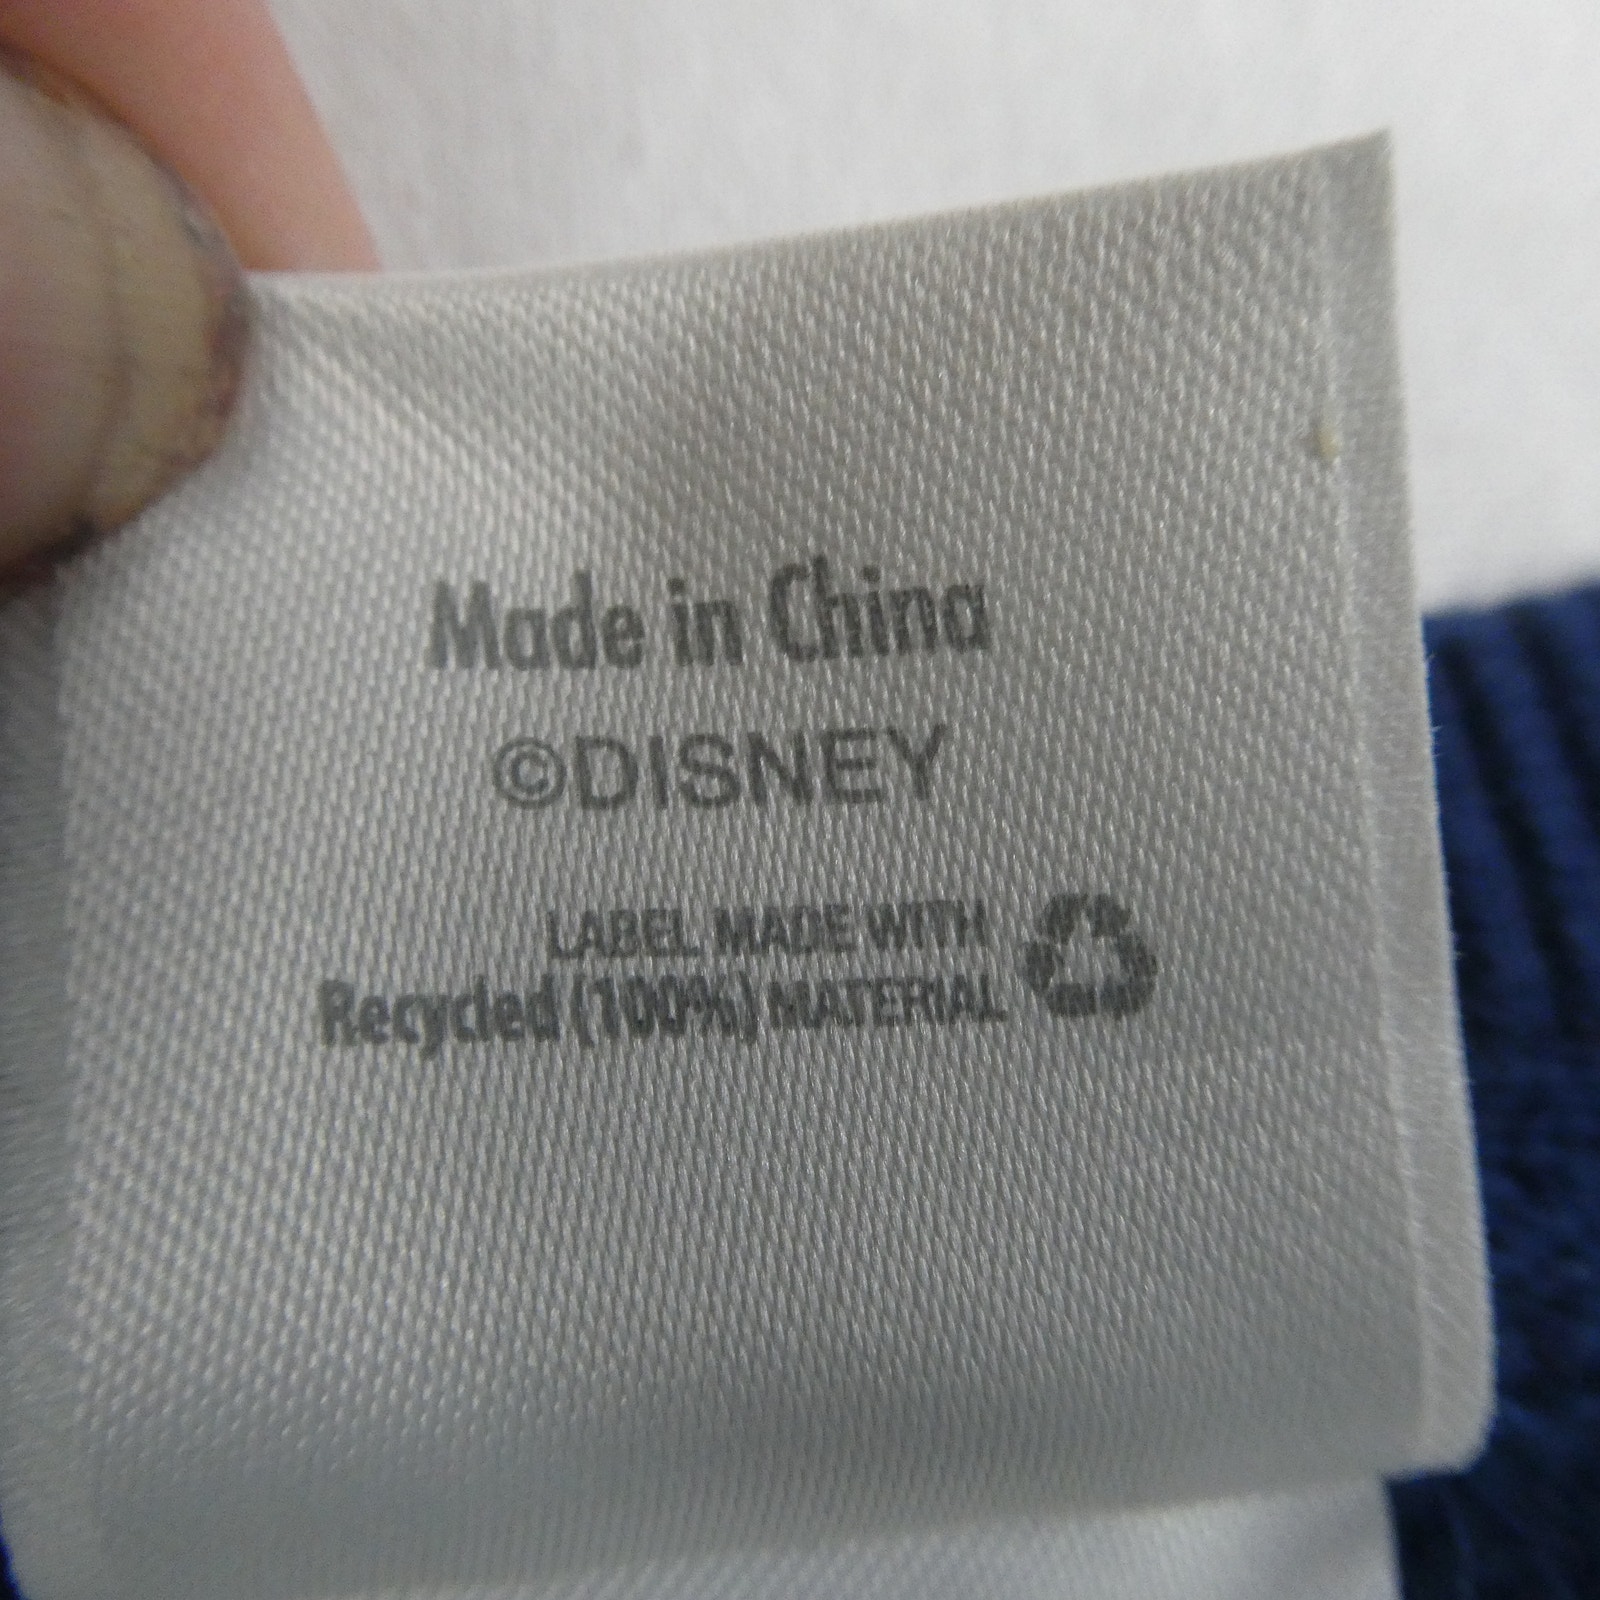 Made in China
©DISNEY
LABEL MADE WITH
Recycled (100%) MATERIAL